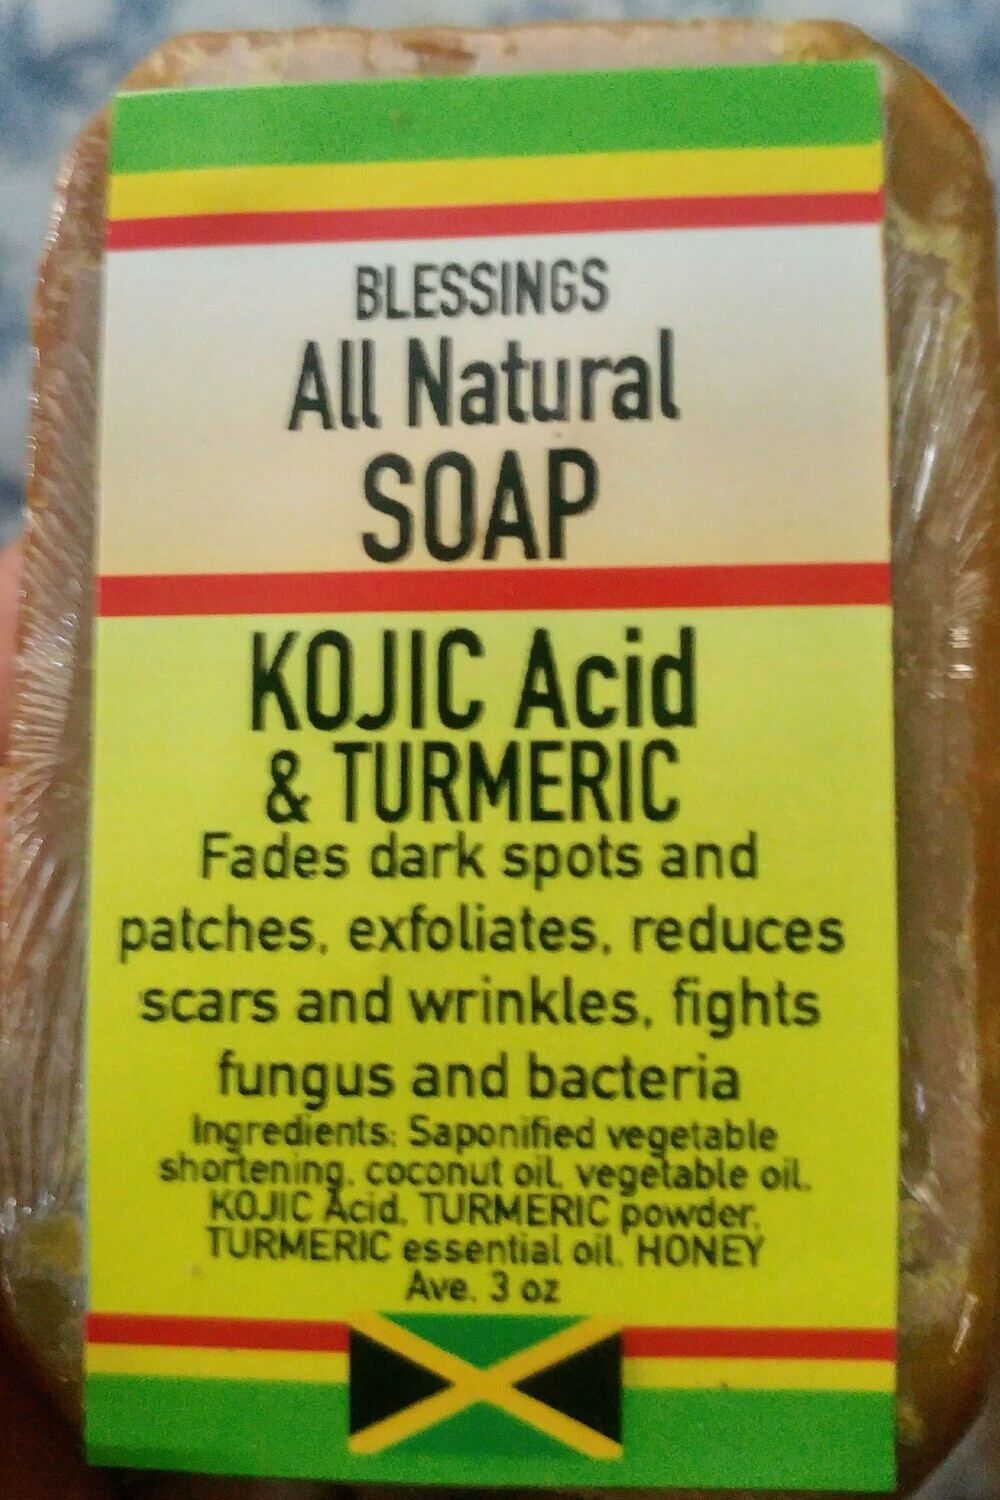 BLESSINGS
All Natural
SOAP
KOJIC Acid
& TURMERIC
Fades dark spots and
patches, exfoliates, reduces
scars and wrinkles, fights
fungus and bacteria
Ingredients: Saponified vegetable
shortening, coconut oil, vegetable oil,
KOJIC Acid, TURMERIC powder,
TURMERIC essential oil, HONEY
Ave. 3 oz